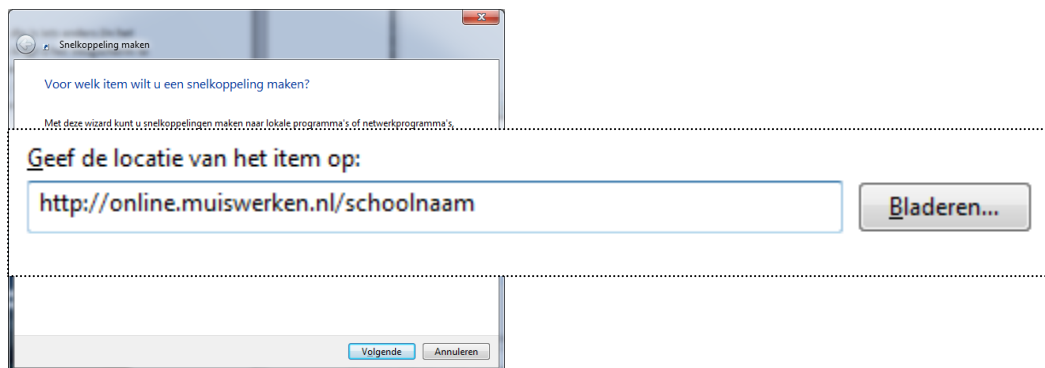 Snelkoppeling maken
Voor welk item wilt u een snelkoppeling maken?
Met deze wizard kunt u snelkoppelingen maken naar lokale programma's of netwerkprogramma's,
Geef de locatie van het item op:
http://online.muiswerken.nl/schoolnaam
Bladeren...
Volgende
Annuleren